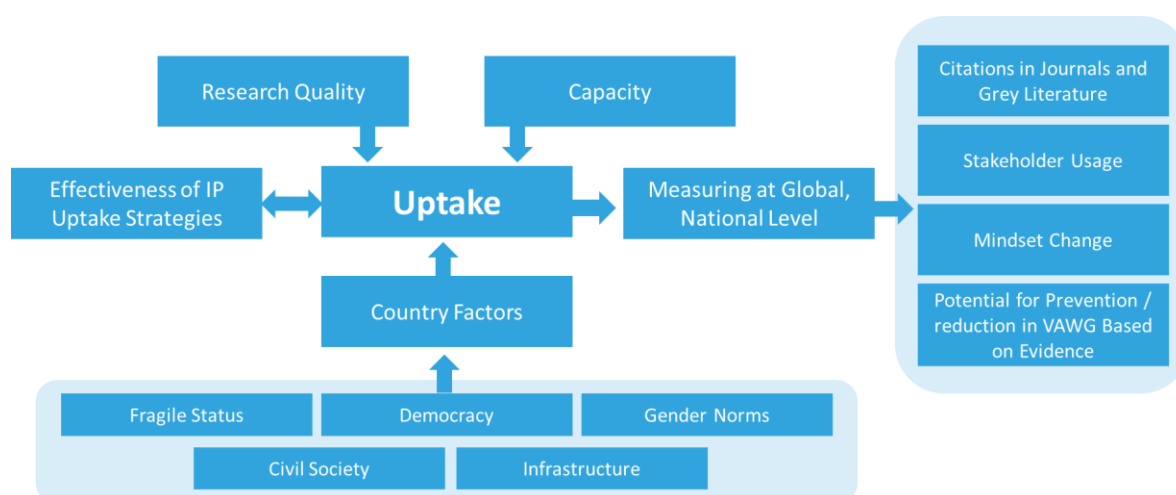 Research Quality
Capacity
Effectiveness of IP
Uptake Strategies
Uptake
Measuring at Global,
National Level
Country Factors
Fragile Status
Democracy
Gender Norms
Civil Society
Infrastructure
Citations in Journals and
Grey Literature
Stakeholder Usage
Mindset Change
Potential for Prevention /
reduction in VAWG Based
on Evidence